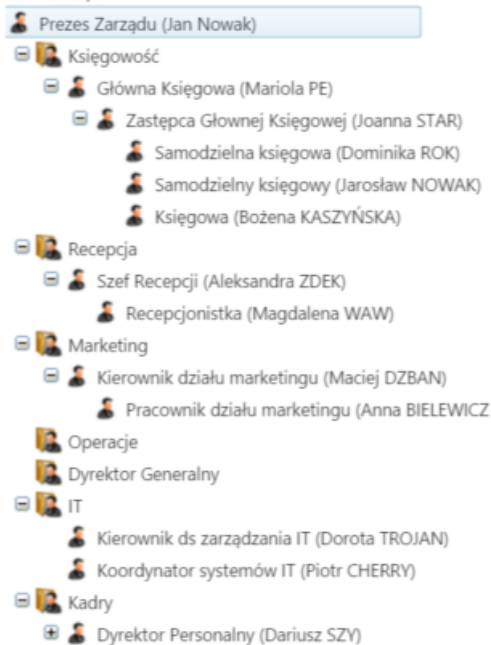 Prezes Zarządu (Jan Nowak)
Księgowość
Główna Księgowa (Mariola PE)
Zastępca Głownej Księgowej (Joanna STAR)
Samodzielna księgowa (Dominika ROK)
Samodzielny księgowy (Jarosław NOWAK)
Księgowa (Bożena KASZYŃSKA)
Recepcja
Szef Recepcji (Aleksandra ZDEK)
Recepcjonistka (Magdalena WAW)
Marketing
Kierownik działu marketingu (Maciej DZBAN)
Pracownik działu marketingu (Anna BIELEWICZ
Operacje
Dyrektor Generalny
IT
Kierownik ds zarządzania IT (Dorota TROJAN)
Koordynator systemów IT (Piotr CHERRY)
Kadry
Dyrektor Personalny (Dariusz SZY)